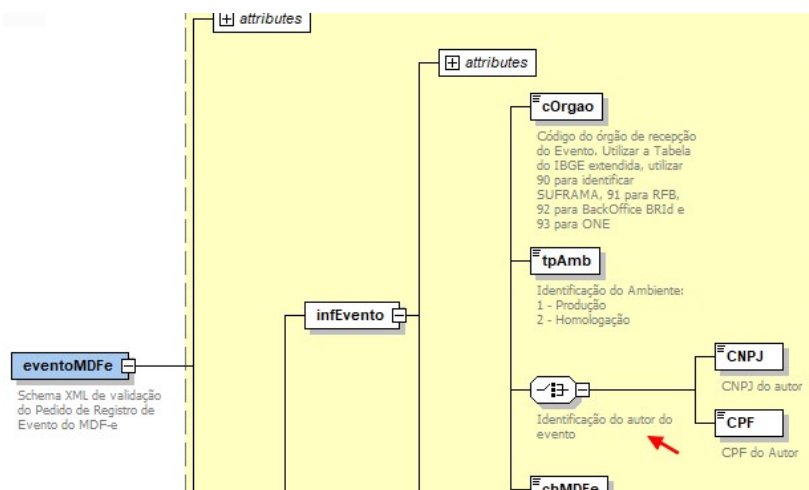 attributes
attributes
cOrgao
Código do órgão de recepção
do Evento. Utilizar a Tabela
do IBGE extendida, utilizar
90 para identificar
SUFRAMA, 91 para RFB,
92 para BackOffice BRId e
93 para ONE
tpAmb
Identificação do Ambiente:
1 - Produção
2 - Homologação
infEvento
eventoMDFe
Schema XML de validação
do Pedido de Registro de
Evento do MDF-e
CNPJ
CNPJ do autor
Identificação do autor do
evento
CPF
CPF do Autor
chMDFe